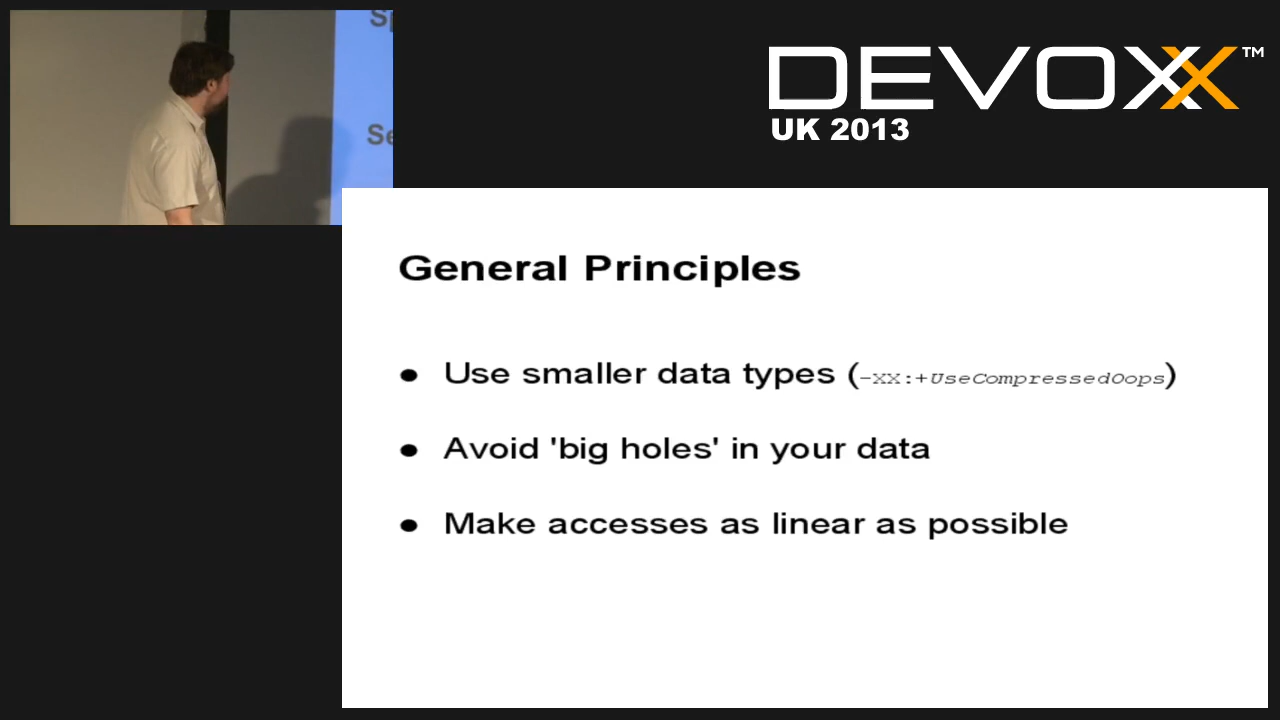 DEVOXX™
UK 2013
General Principles
● Use smaller data types (-XX:+UseCompressedOops)
● Avoid 'big holes' in your data
● Make accesses as linear as possible